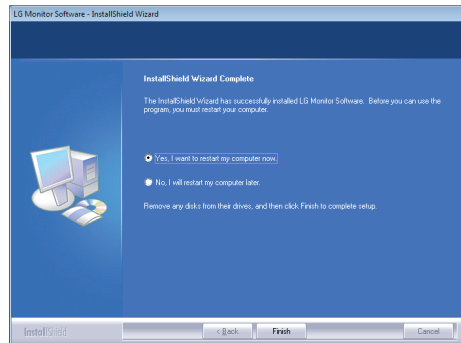 LG Monitor Software - InstallShield Wizard
InstallShield Wizard Complete
The InstallShield Wizard has successfully installed LG Monitor Software. Before you can use the
program, you must restart your computer.
Yes, I want to restart my computer now.
No, I will restart my computer later.
Remove any disks from their drives, and then click Finish to complete setup.
InstallShield
< Back
Finish
Cancel